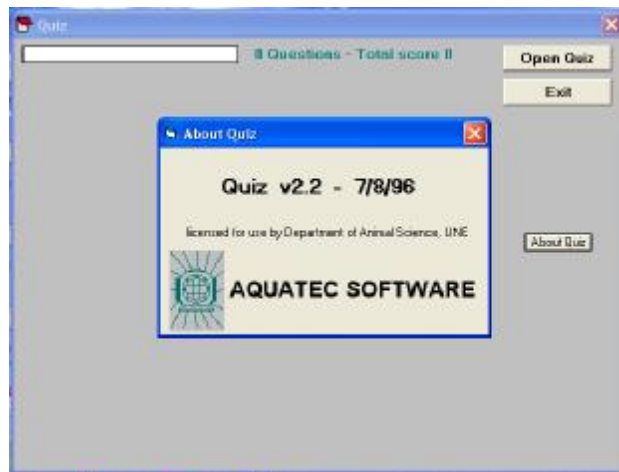 Quiz
0 Questions - Total score 0
Open Quiz
Exit
About Quiz
Quiz v2.2 - 7/8/96
licensed for use by Department of Animal Science, UNE
AQUATEC SOFTWARE
About Quiz